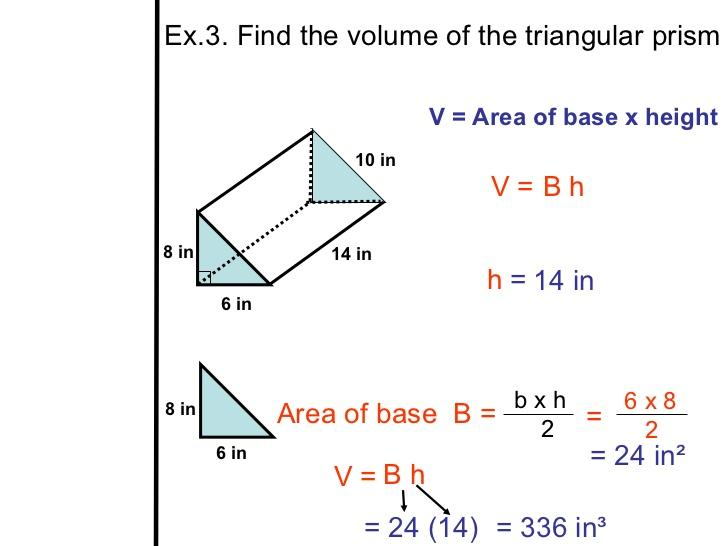 Ex.3. Find the volume of the triangular prism
V = Area of base x height
10 in
V = B h
8 in
14 in
h = 14 in
6 in
8 in
Area of base B = b x h / 2 = 6 x 8 / 2
6 in
= 24 in²
V = B h
= 24 (14) = 336 in³